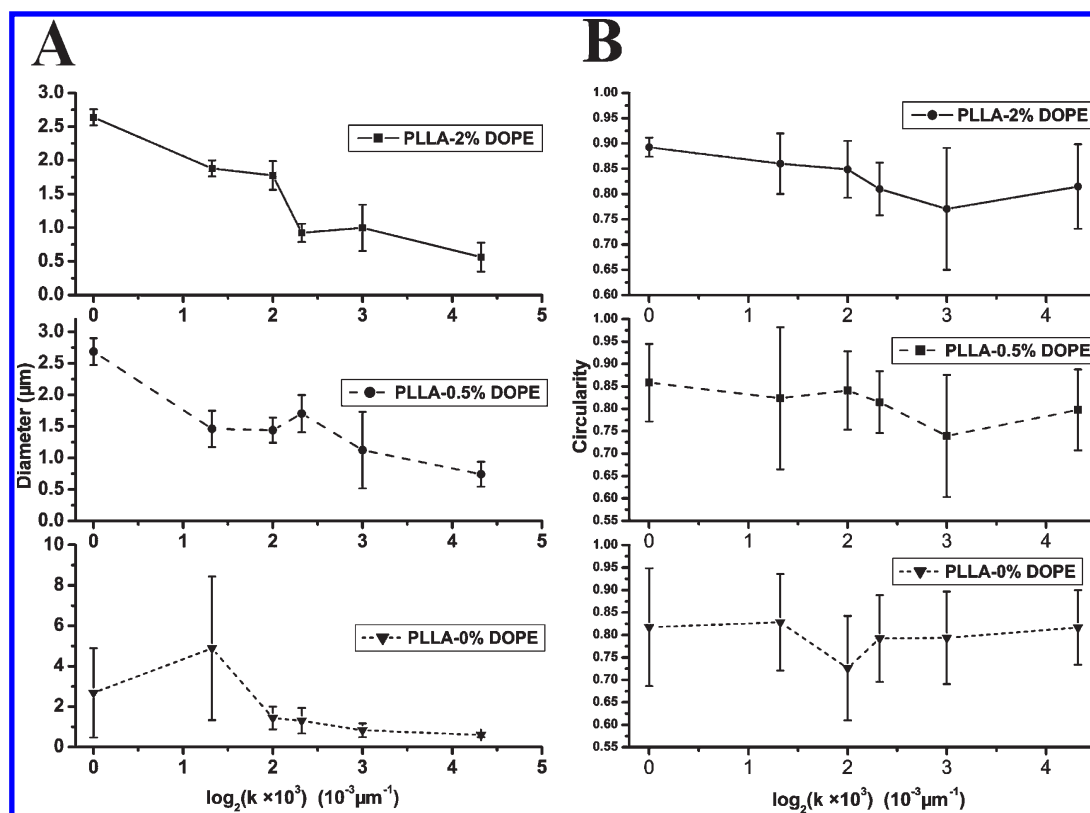 A
3.0
2.5
2.0
1.5
1.0
0.5
0.0
PLLA-2% DOPE
0 1 2 3 4 5
3.0
2.5
2.0
1.5
1.0
0.5
0.0
PLLA-0.5% DOPE
0 1 2 3 4 5
10
8
6
4
2
0
PLLA-0% DOPE
0 1 2 3 4 5
Diameter (µm)
log₂(k ×10³) (10⁻³µm⁻¹)
B
1.00
0.95
0.90
0.85
0.80
0.75
0.70
0.65
0.60
PLLA-2% DOPE
0 1 2 3 4
1.00
0.95
0.90
0.85
0.80
0.75
0.70
0.65
0.60
0.55
PLLA-0.5% DOPE
0 1 2 3 4
1.00
0.95
0.90
0.85
0.80
0.75
0.70
0.65
0.60
0.55
PLLA-0% DOPE
0 1 2 3 4
Circularity
log₂(k ×10³) (10⁻³µm⁻¹)